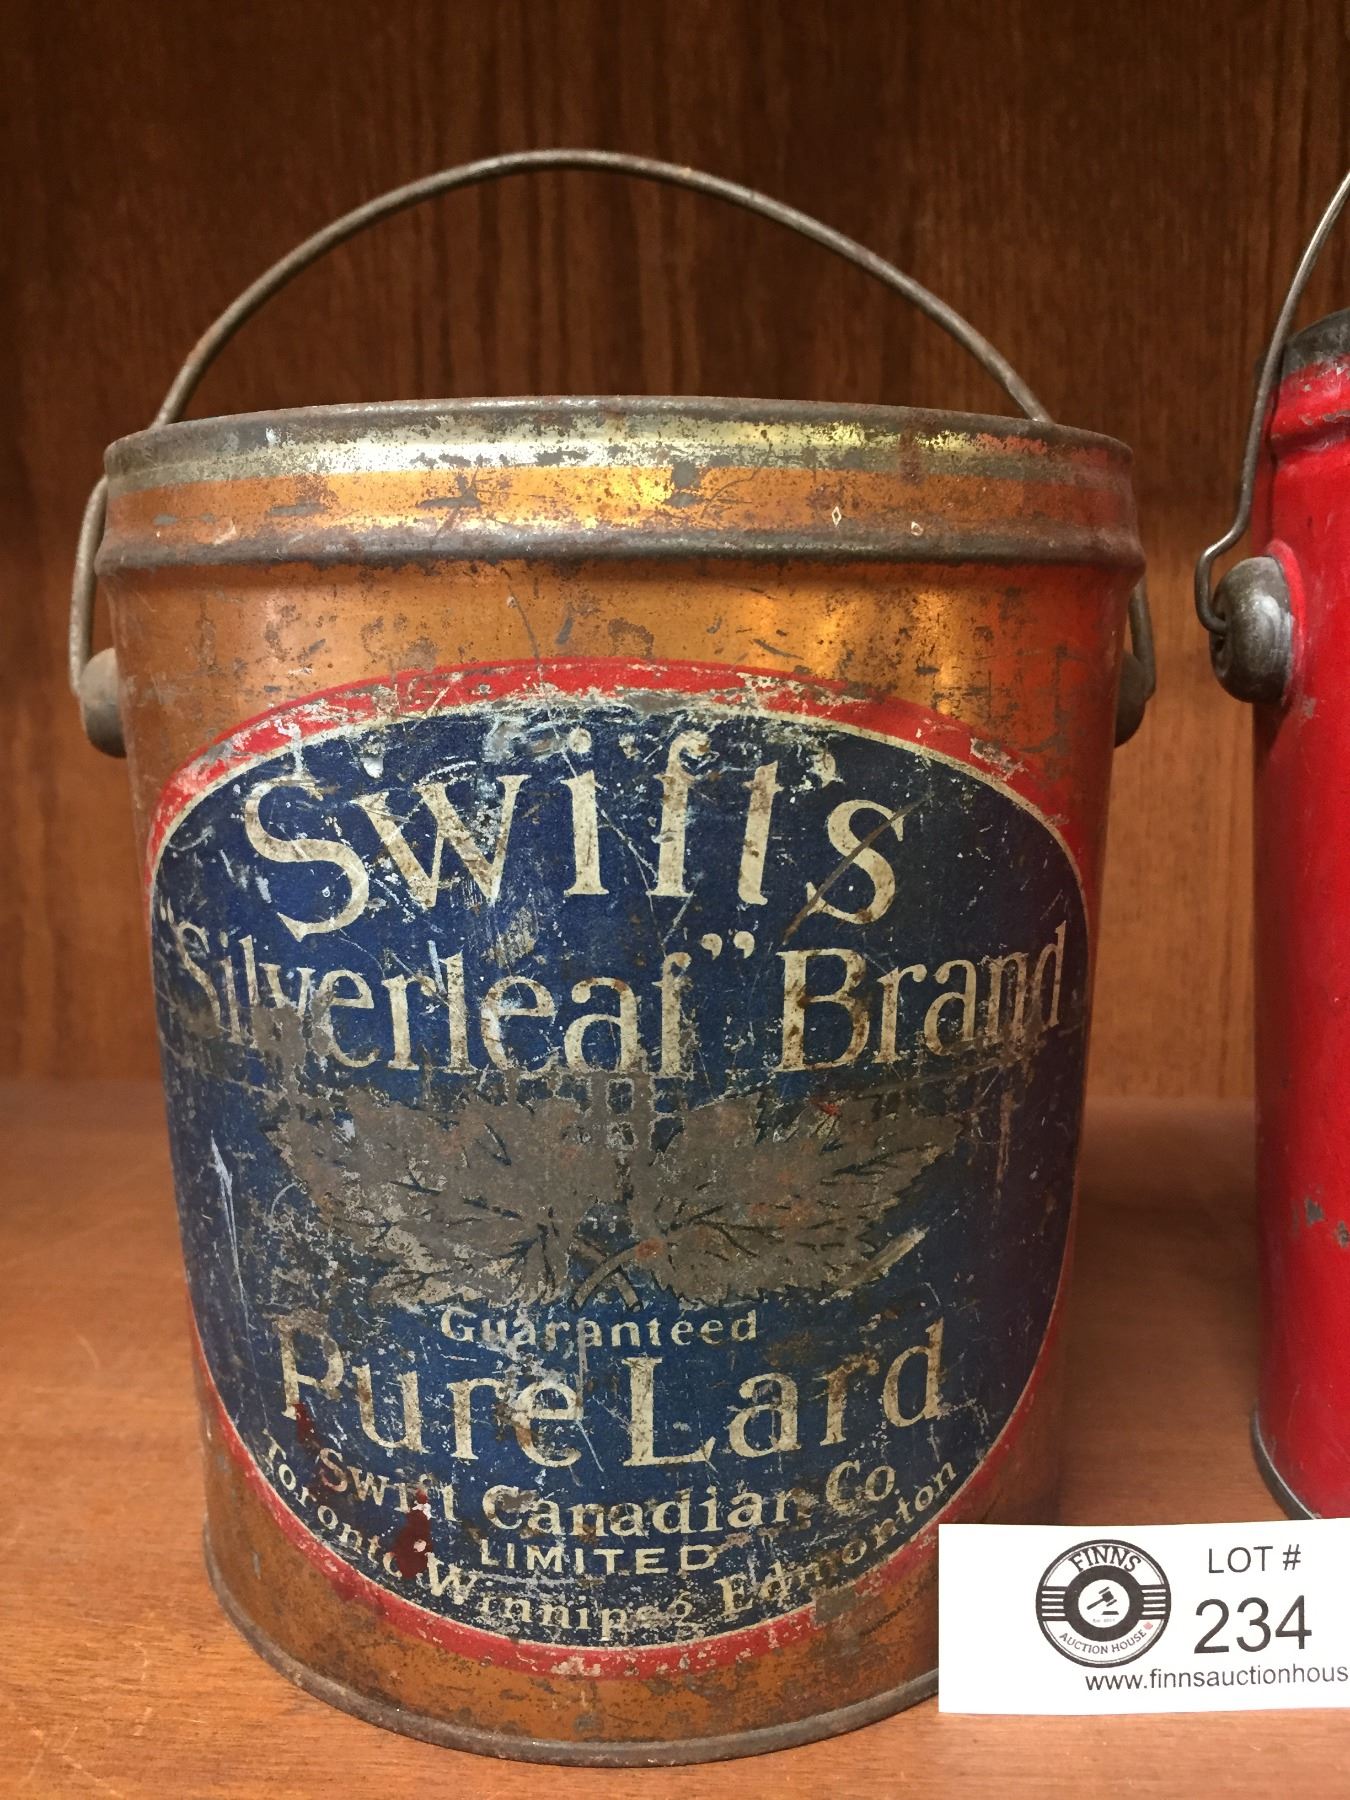 Swift's
"Silverleaf" Brand
Guaranteed
Pure Lard
Swift Canadian Co.
LIMITED
Toronto Winnipeg Edmonton
FINNS
AUCTION HOUSE
LOT #
234
www.finnsauctionhous